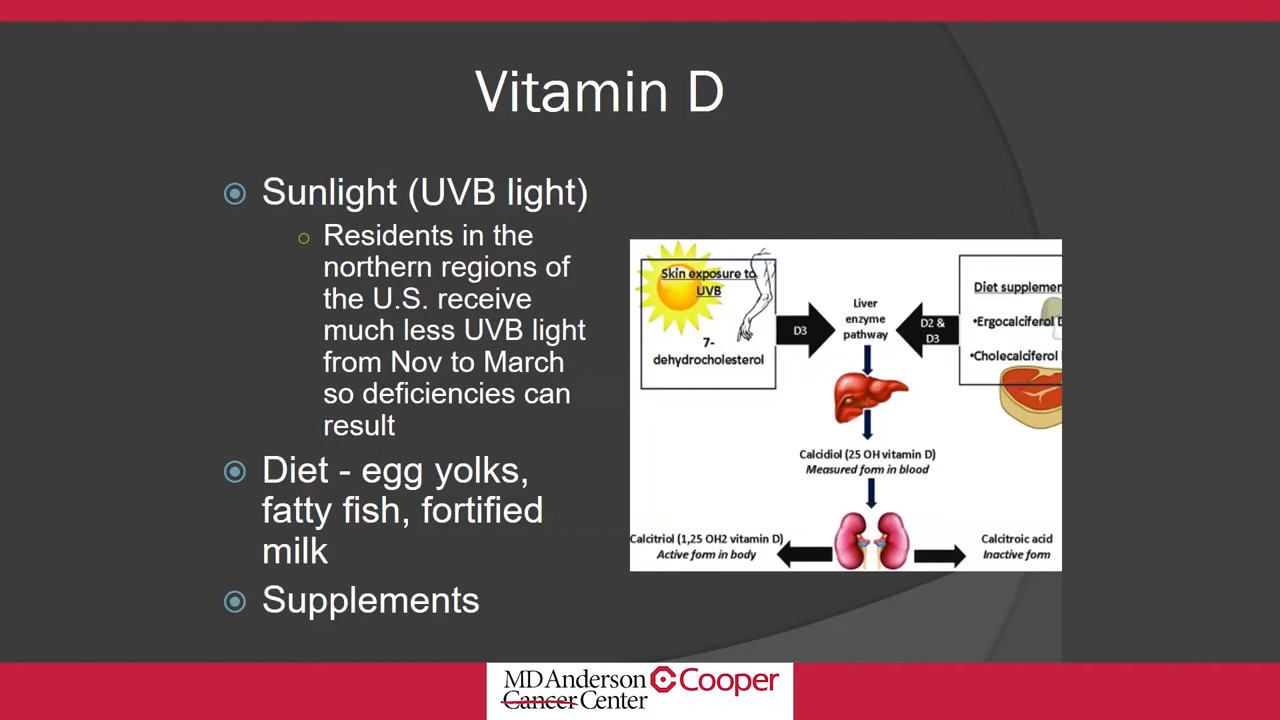 Vitamin D
Sunlight (UVB light)
Residents in the
northern regions of
the U.S. receive
much less UVB light
from Nov to March
so deficiencies can
result
Diet - egg yolks,
fatty fish, fortified
milk
Supplements
Skin exposure to
UVB
7-
dehydrocholesterol
D3
Liver
enzyme
pathway
D2 &
D3
Diet supplemen
•Ergocalciferol D
•Cholecalciferol
Calcidiol (25 OH vitamin D)
Measured form in blood
Calcitriol (1,25 OH2 vitamin D)
Active form in body
Calcitroic acid
Inactive form
MD Anderson
Cancer Center
Cooper